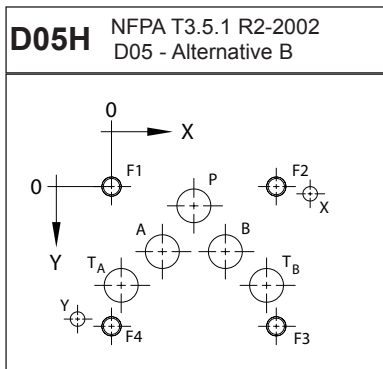 D05H NFPA T3.5.1 R2-2002
D05 - Alternative B
0
X
F1
F2
0
P
X
A
B
Y
TA
TB
Y
F4
F3